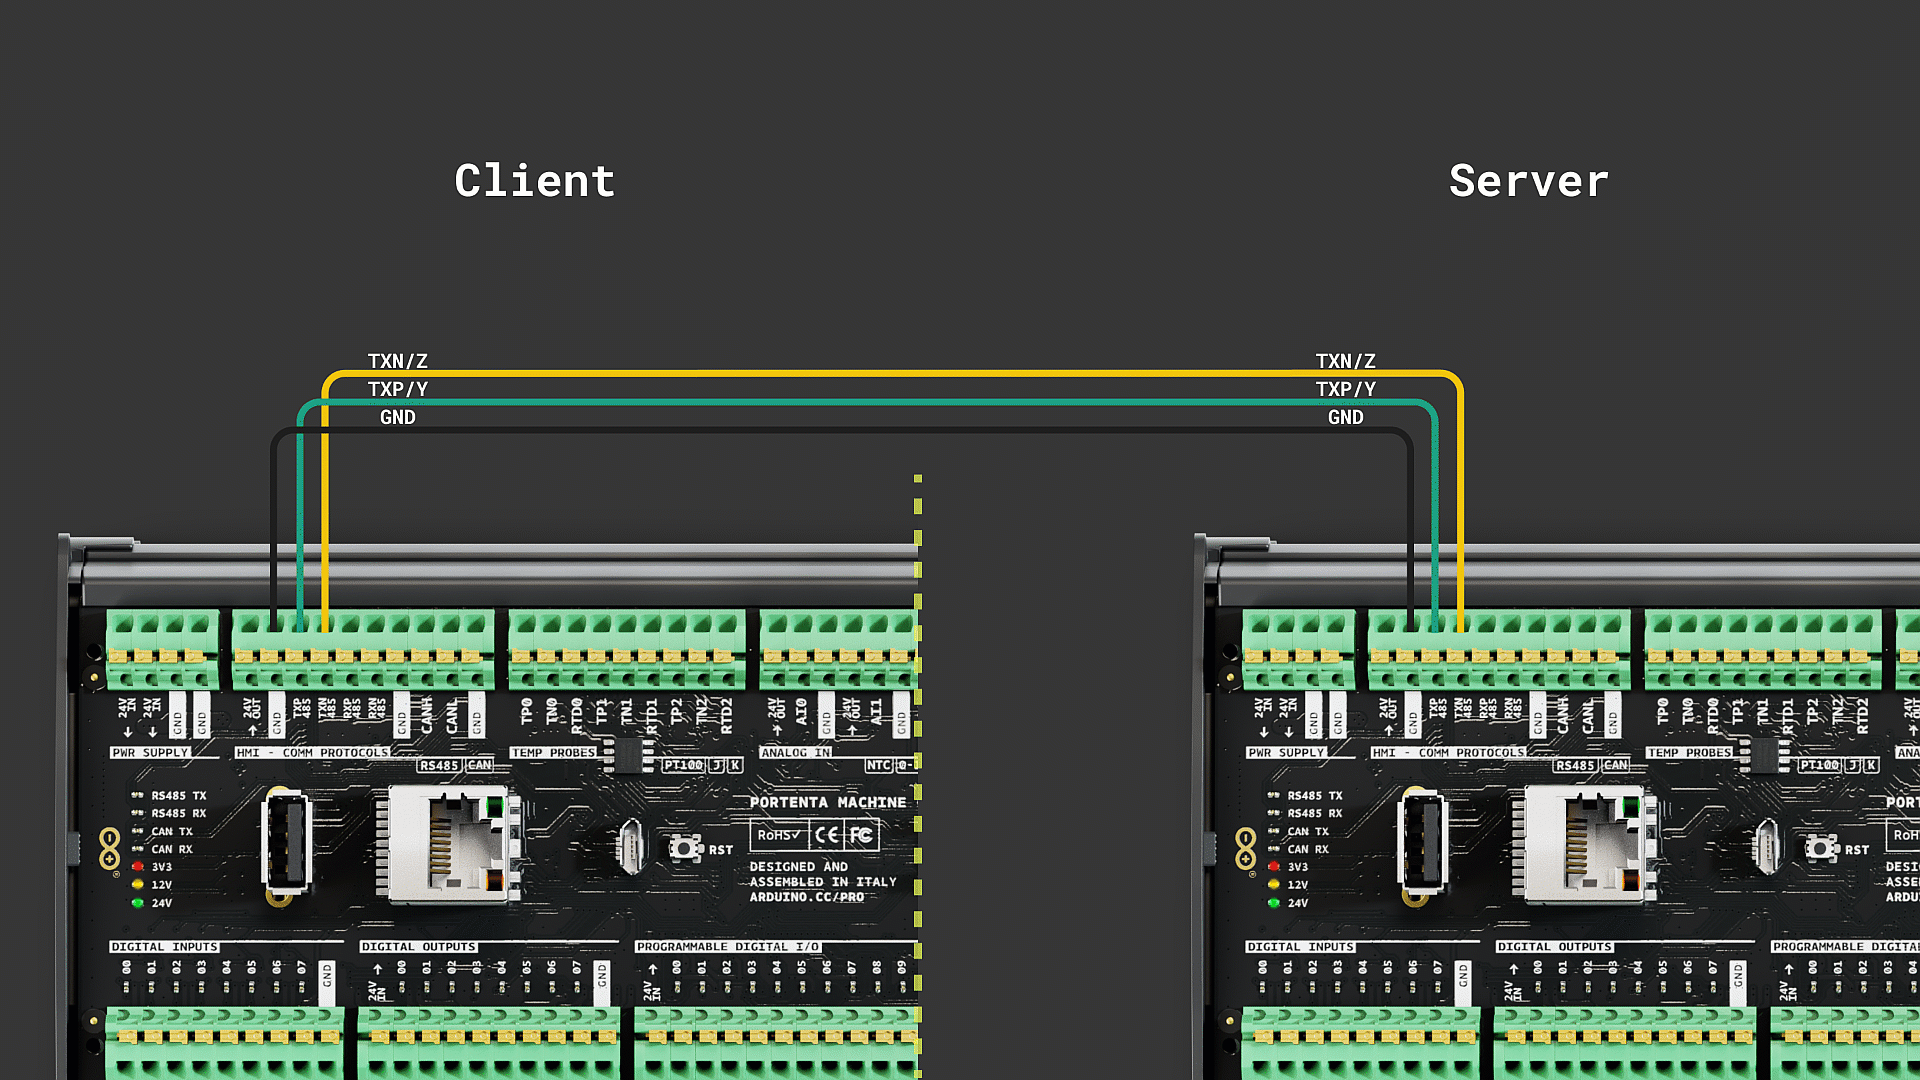 Client
Server
TXN/Z
TXP/Y
GND
TXN/Z
TXP/Y
GND
24V IN
24V IN
GND
GND
24V OUT
GND
TXP 485
TXN 485
RXP 485
RXN 485
GND
CANH
CANL
GND
TP0
TN0
RTD0
TP1
TN1
RTD1
TP2
TN2
RTD2
24V OUT
AI0
GND
24V OUT
AI1
GND
PWR SUPPLY
HMI - COMM PROTOCOLS
TEMP PROBES
ANALOG IN
RS485 CAN
PT100 J K
NTC 0-
RS485 TX
RS485 RX
CAN TX
CAN RX
3V3
12V
24V
RST
PORTENTA MACHINE
RoHS CE FC
DESIGNED AND
ASSEMBLED IN ITALY
ARDUINO.CC/PRO
DIGITAL INPUTS
DIGITAL OUTPUTS
PROGRAMMABLE DIGITAL I/O
00 01 02 03 04 05 06 07 GND
24V IN 00 01 02 03 04 05 06 07 GND
24V IN 00 01 02 03 04 05 06 07 08 09
24V IN
24V IN
GND
GND
24V OUT
GND
TXP 485
TXN 485
RXP 485
RXN 485
GND
CANH
CANL
GND
TP0
TN0
RTD0
TP1
TN1
RTD1
TP2
TN2
RTD2
24V OUT
PWR SUPPLY
HMI - COMM PROTOCOLS
TEMP PROBES
ANA
RS485 CAN
PT100 J K
RS485 TX
RS485 RX
CAN TX
CAN RX
3V3
12V
24V
RST
PORT
RoH
DESIG
ASSE
ARDU
DIGITAL INPUTS
DIGITAL OUTPUTS
PROGRAMMABLE DIGITA
00 01 02 03 04 05 06 07 GND
24V IN 00 01 02 03 04 05 06 07 GND
24V IN 00 01 02 03 04